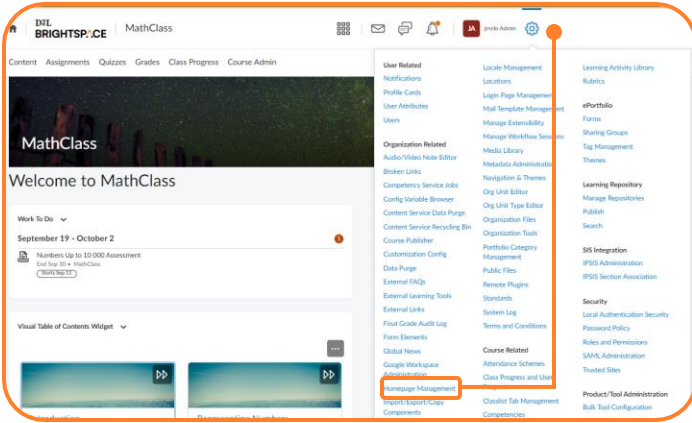 D2L
BRIGHTSPACE
MathClass
JA
Admin
Content Assignments Quizzes Grades Class Progress Course Admin
MathClass
Welcome to MathClass
Work To Do
September 19 - October 2
1
Numbers Up to 10 000 Assessment
End Sep 30 • MathClass
Starts Sep 11
Visual Table of Contents Widget
Introduction
Representing Numbers
User Related
Notifications
Profile Cards
User Attributes
Users
Organization Related
Audio/Video Note Editor
Broken Links
Competency Service Jobs
Config Variable Browser
Content Service Data Purge
Content Service Recycling Bin
Course Publisher
Customization Config
Data Purge
External FAQs
External Learning Tools
External Links
Final Grade Audit Log
Form Elements
Global News
Google Workspace
Administration
Homepage Management
Import/Export/Copy
Components
Locale Management
Locations
Login Page Management
Mail Template Management
Manage Extensibility
Manage Workflow Sessions
Media Library
Metadata Administration
Navigation & Themes
Org Unit Editor
Org Unit Type Editor
Organization Files
Organization Tools
Portfolio Category
Management
Public Files
Remote Plugins
Standards
System Log
Terms and Conditions
Course Related
Attendance Schemes
Class Progress and User
Classlist Tab Management
Competencies
Learning Activity Library
Rubrics
ePortfolio
Forms
Sharing Groups
Tag Management
Themes
Learning Repository
Manage Repositories
Publish
Search
SIS Integration
IPSIS Administration
IPSIS Section Association
Security
Local Authentication Security
Password Policy
Roles and Permissions
SAML Administration
Trusted Sites
Product/Tool Administration
Bulk Tool Configuration